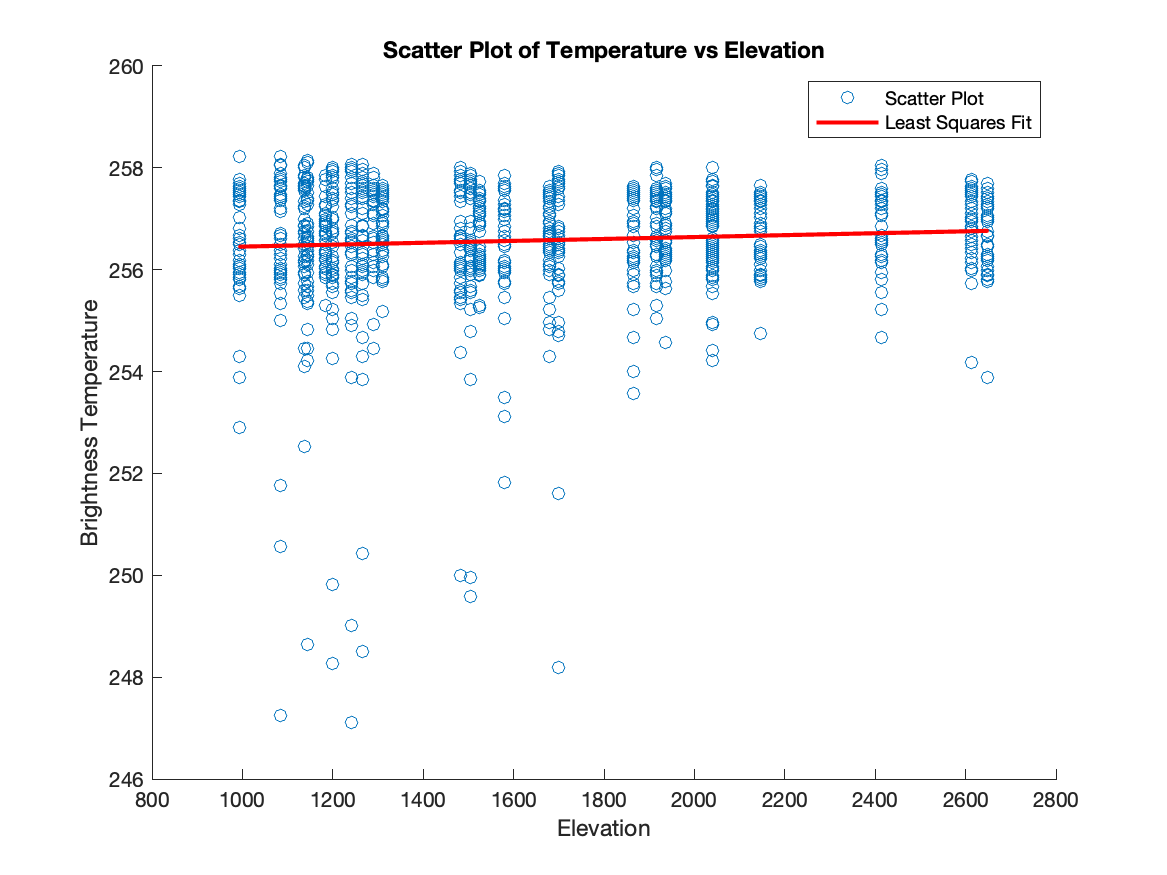 Scatter Plot of Temperature vs Elevation
Scatter Plot
Least Squares Fit
Brightness Temperature
260
258
256
254
252
250
248
246
800 1000 1200 1400 1600 1800 2000 2200 2400 2600 2800
Elevation